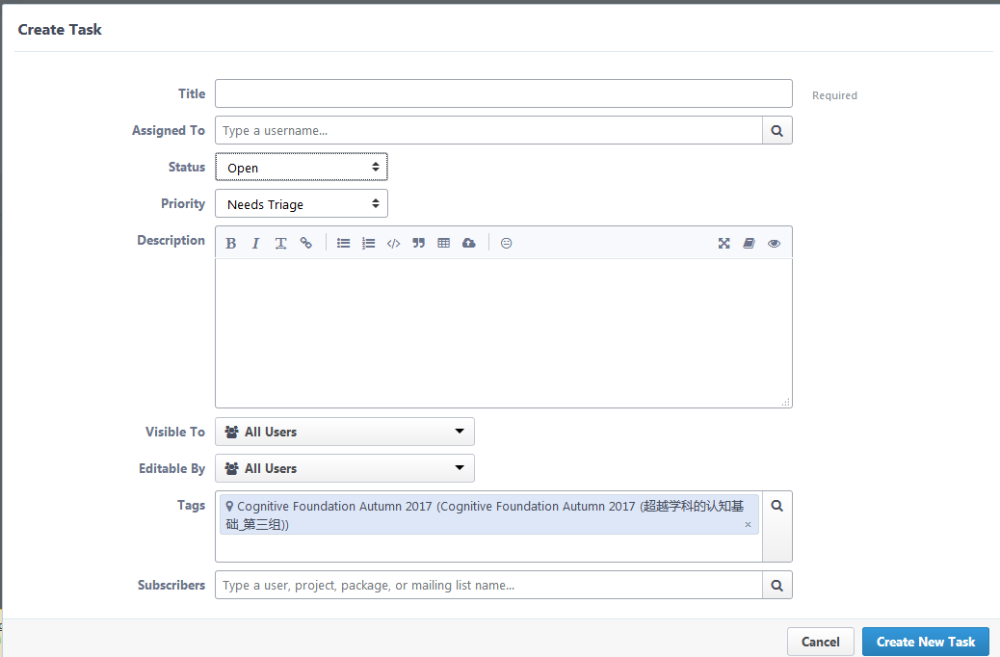 Create Task
Title
Required
Assigned To
Type a username...
Status
Open
Priority
Needs Triage
Description
B I T
Visible To
All Users
Editable By
All Users
Tags
Cognitive Foundation Autumn 2017 (Cognitive Foundation Autumn 2017 (超越学科的认知基
础_第三组))
×
Subscribers
Type a user, project, package, or mailing list name...
Cancel
Create New Task